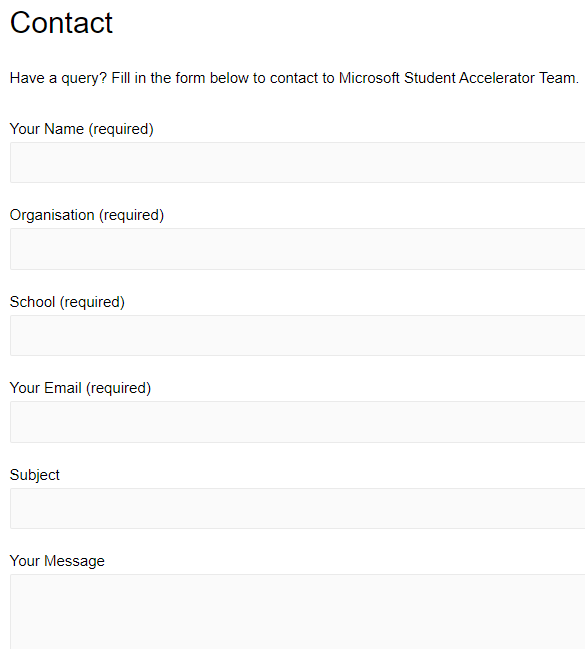 Contact
Have a query? Fill in the form below to contact to Microsoft Student Accelerator Team.
Your Name (required)
Organisation (required)
School (required)
Your Email (required)
Subject
Your Message